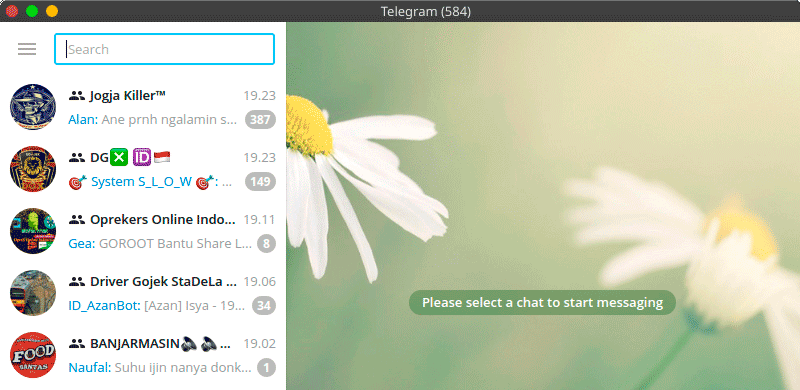 Telegram (584)
Search
Jogja Killer™ 19.23
Alan: Ane prnh ngalamin s... 387
DG❎ 🆔 🇮🇩 19.23
🎯 System S_L_O_W 🎯: ... 149
Oprekers Online Indo... 19.11
Gea: GOROOT Bantu Share L... 8
Driver Gojek StaDeLa ... 19.06
ID_AzanBot: [Azan] Isya - 19... 34
BANJARMASIN🔊🔊... 19.02
Naufal: Suhu ijin nanya donk... 1
FOOD
Please select a chat to start messaging